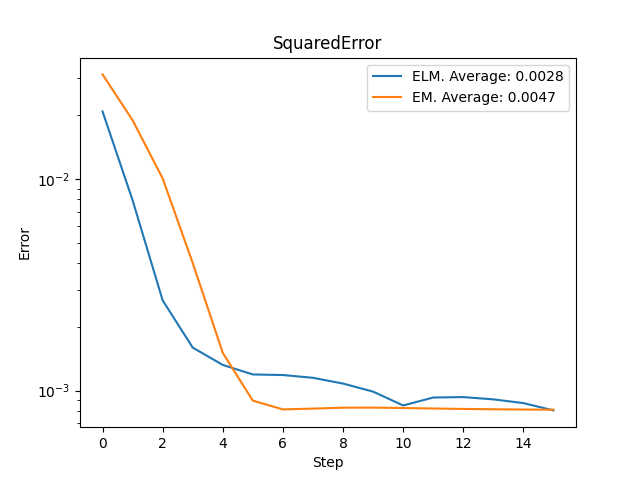 SquaredError
ELM. Average: 0.0028
EM. Average: 0.0047
10⁻²
10⁻³
Error
0 2 4 6 8 10 12 14
Step